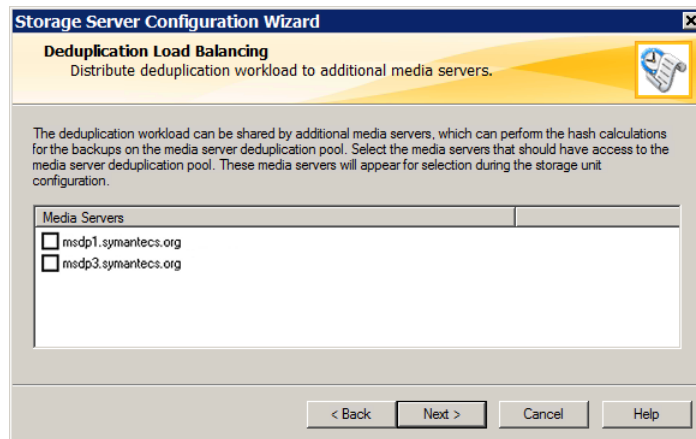 Storage Server Configuration Wizard
Deduplication Load Balancing
Distribute deduplication workload to additional media servers.
The deduplication workload can be shared by additional media servers, which can perform the hash calculations
for the backups on the media server deduplication pool. Select the media servers that should have access to the
media server deduplication pool. These media servers will appear for selection during the storage unit
configuration.
Media Servers
msdp1.symantecs.org
msdp3.symantecs.org
< Back Next > Cancel Help